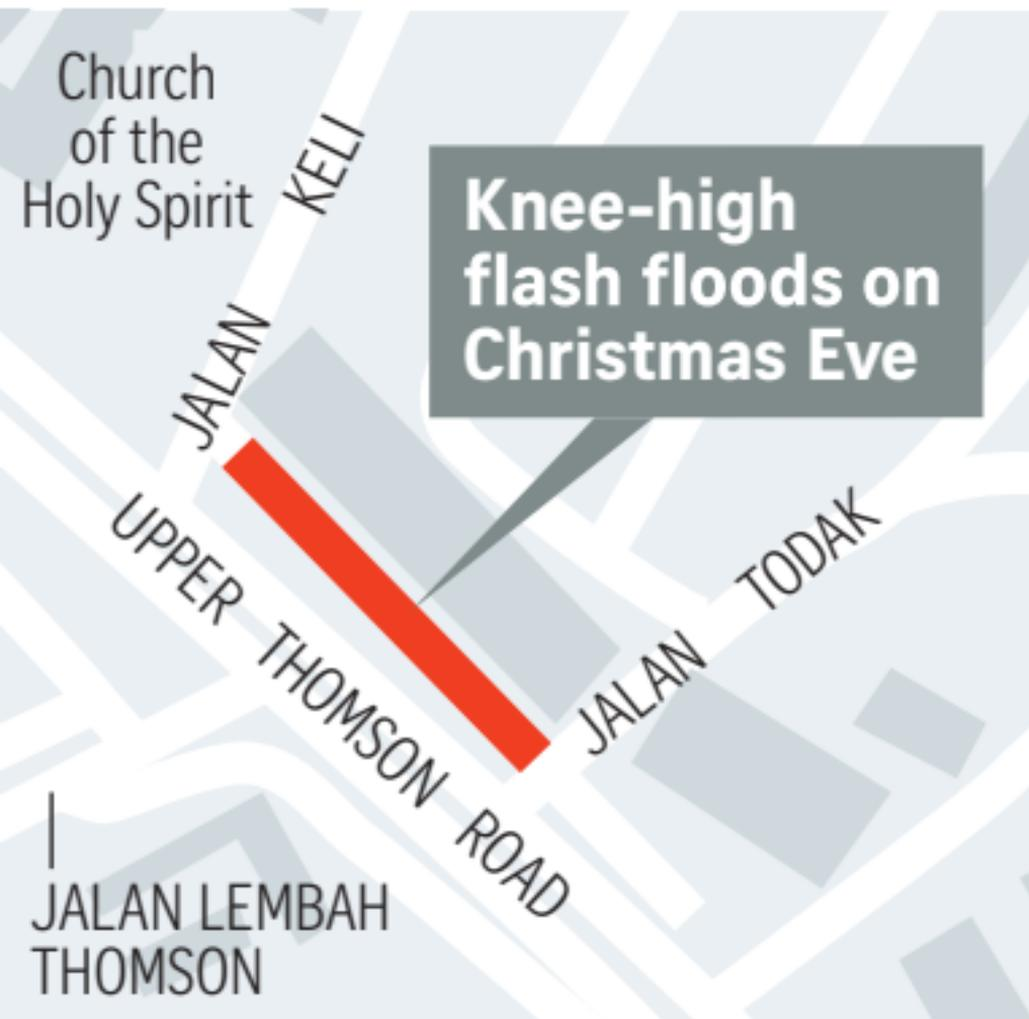 Church
of the
Holy Spirit
JALAN KELI
Knee-high
flash floods on
Christmas Eve
UPPER THOMSON ROAD
JALAN TODAK
JALAN LEMBAH
THOMSON